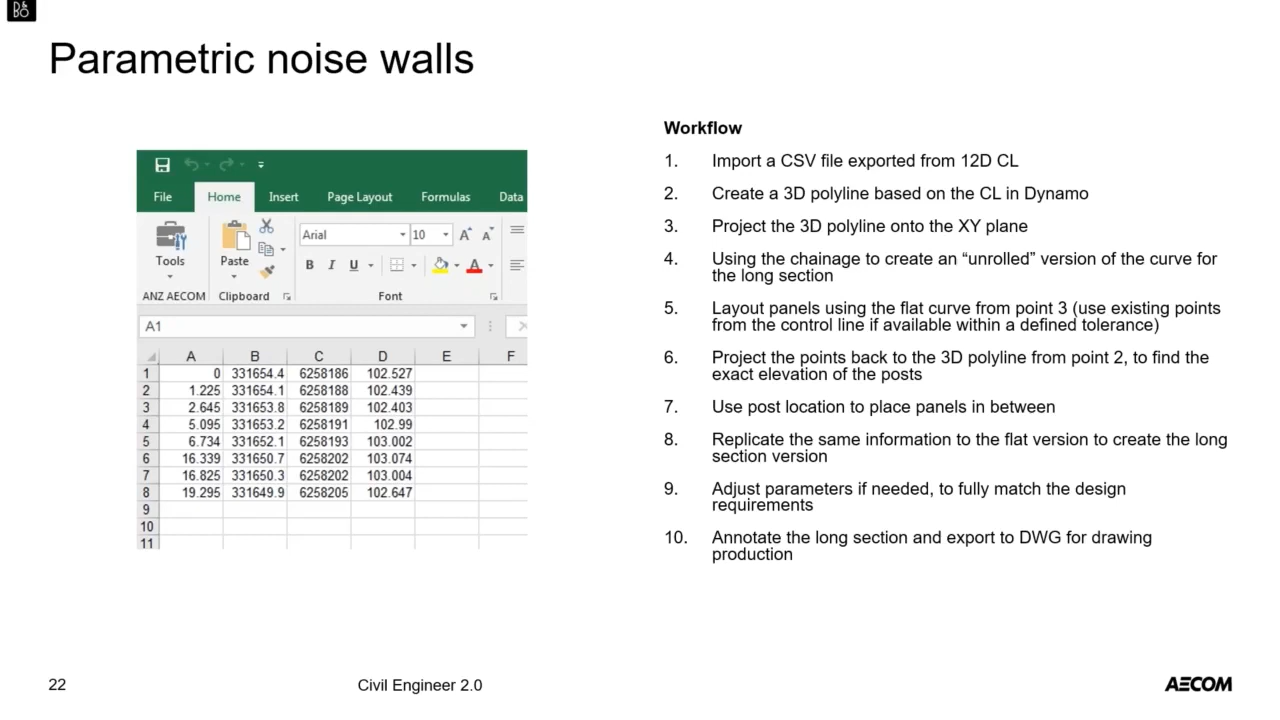 B&O
Parametric noise walls
File Home Insert Page Layout Formulas Data
Arial 10 A A
Tools Paste B I U A
ANZ AECOM Clipboard Font
A1
A B C D E F
1 0 331654.4 6258186 102.527
2 1.225 331654.1 6258188 102.439
3 2.645 331653.8 6258189 102.403
4 5.095 331653.2 6258191 102.99
5 6.734 331652.1 6258193 103.002
6 16.339 331650.7 6258202 103.074
7 16.825 331650.3 6258202 103.004
8 19.295 331649.9 6258205 102.647
9
10
11
Workflow
1. Import a CSV file exported from 12D CL
2. Create a 3D polyline based on the CL in Dynamo
3. Project the 3D polyline onto the XY plane
4. Using the chainage to create an “unrolled” version of the curve for
the long section
5. Layout panels using the flat curve from point 3 (use existing points
from the control line if available within a defined tolerance)
6. Project the points back to the 3D polyline from point 2, to find the
exact elevation of the posts
7. Use post location to place panels in between
8. Replicate the same information to the flat version to create the long
section version
9. Adjust parameters if needed, to fully match the design
requirements
10. Annotate the long section and export to DWG for drawing
production
22
Civil Engineer 2.0
AECOM